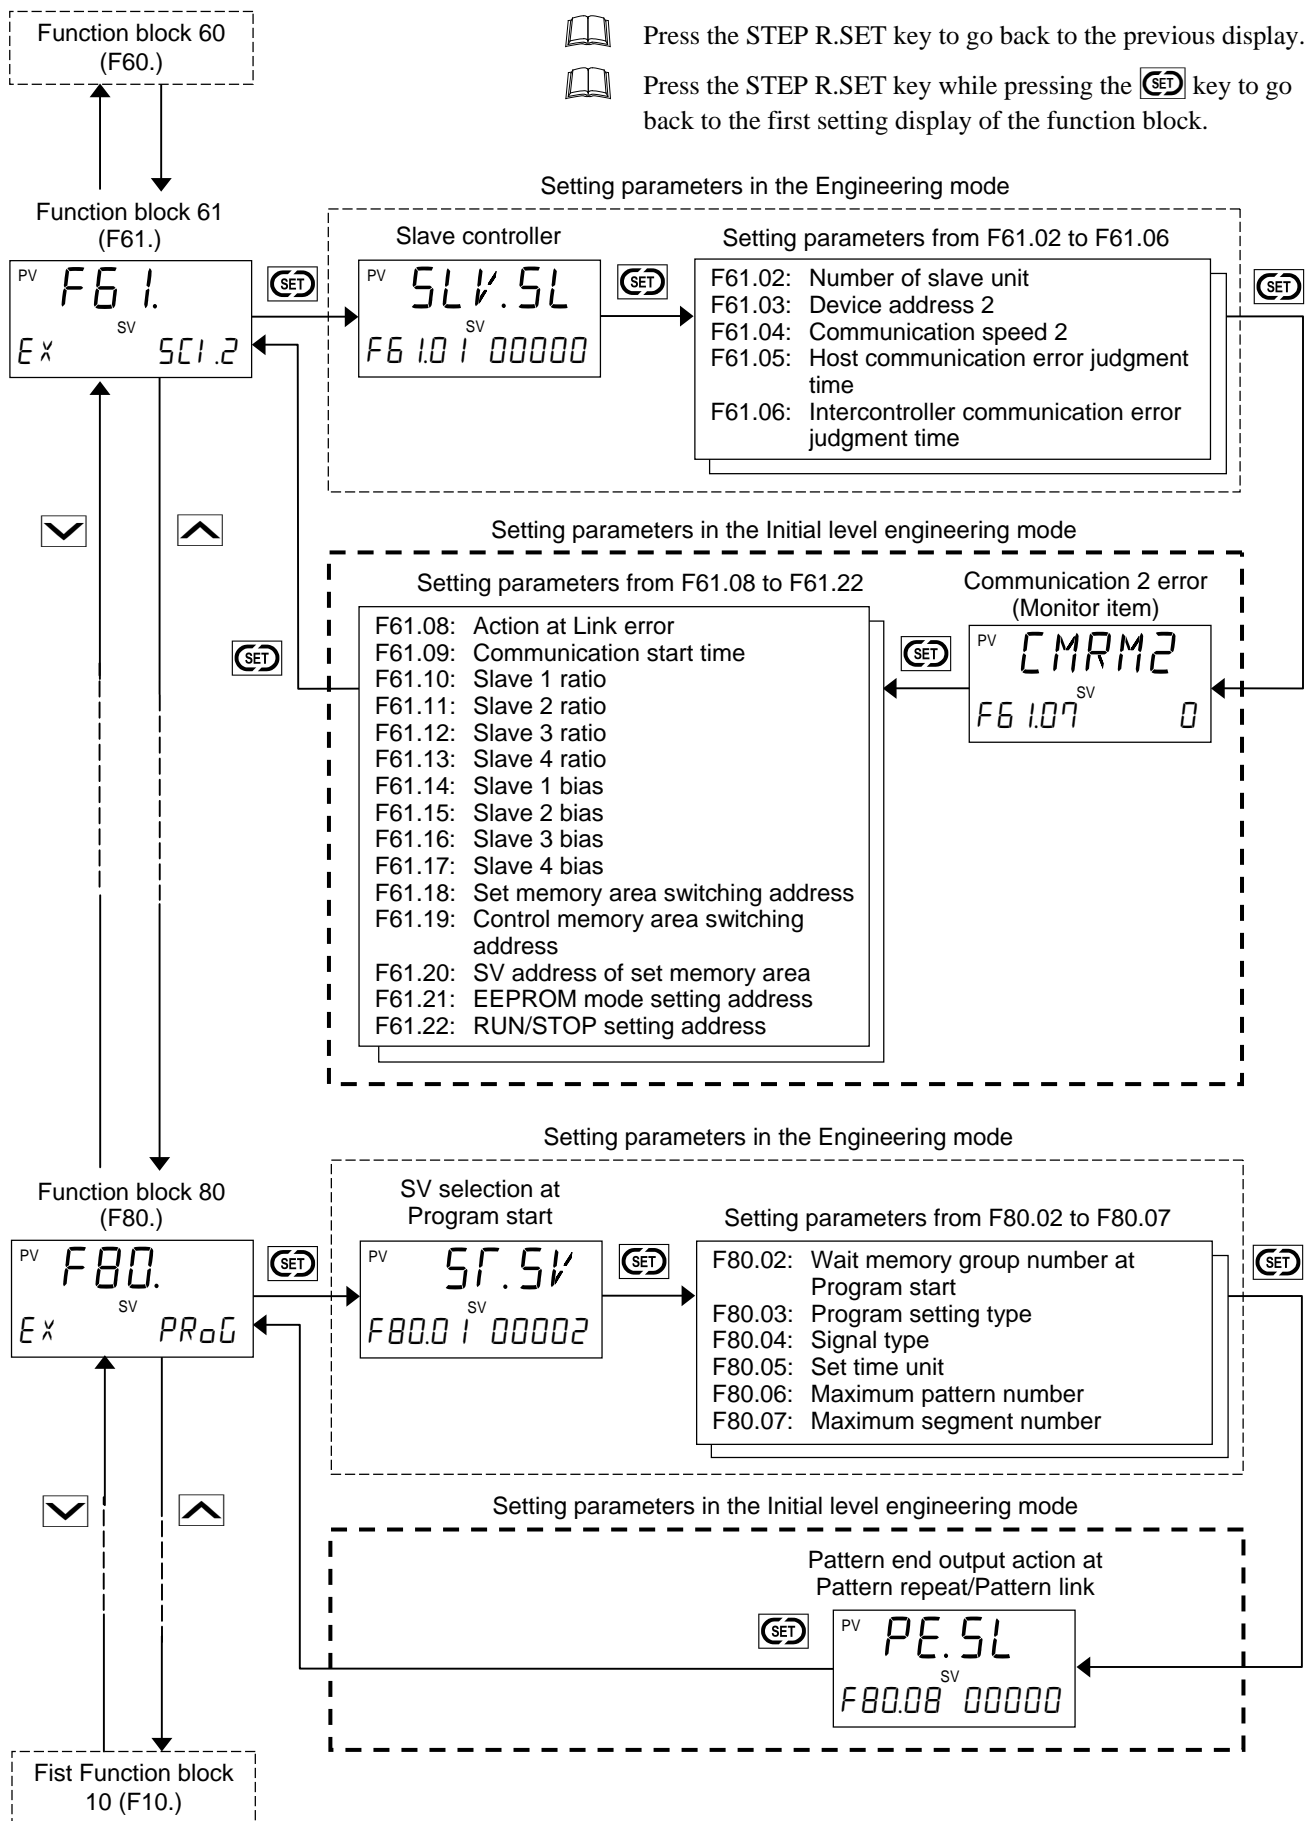 Function block 60
(F60.)
Press the STEP R.SET key to go back to the previous display.
Press the STEP R.SET key while pressing the SET key to go
back to the first setting display of the function block.
Setting parameters in the Engineering mode
Function block 61
(F61.)
PV F61.
SV
EX SCI.2
SET
Slave controller
PV SLV.SL
SV
F61.01 00000
SET
Setting parameters from F61.02 to F61.06
F61.02: Number of slave unit
F61.03: Device address 2
F61.04: Communication speed 2
F61.05: Host communication error judgment
time
F61.06: Intercontroller communication error
judgment time
SET
Setting parameters in the Initial level engineering mode
Setting parameters from F61.08 to F61.22
F61.08: Action at Link error
F61.09: Communication start time
F61.10: Slave 1 ratio
F61.11: Slave 2 ratio
F61.12: Slave 3 ratio
F61.13: Slave 4 ratio
F61.14: Slave 1 bias
F61.15: Slave 2 bias
F61.16: Slave 3 bias
F61.17: Slave 4 bias
F61.18: Set memory area switching address
F61.19: Control memory area switching
address
F61.20: SV address of set memory area
F61.21: EEPROM mode setting address
F61.22: RUN/STOP setting address
SET
SET
Communication 2 error
(Monitor item)
PV CMRM2
SV
F61.07 0
Setting parameters in the Engineering mode
Function block 80
(F80.)
PV F80.
SV
EX PRoG
SET
SV selection at
Program start
PV ST.SV
SV
F80.01 00002
SET
Setting parameters from F80.02 to F80.07
F80.02: Wait memory group number at
Program start
F80.03: Program setting type
F80.04: Signal type
F80.05: Set time unit
F80.06: Maximum pattern number
F80.07: Maximum segment number
SET
Setting parameters in the Initial level engineering mode
Pattern end output action at
Pattern repeat/Pattern link
SET
PV PE.SL
SV
F80.08 00000
Fist Function block
10 (F10.)